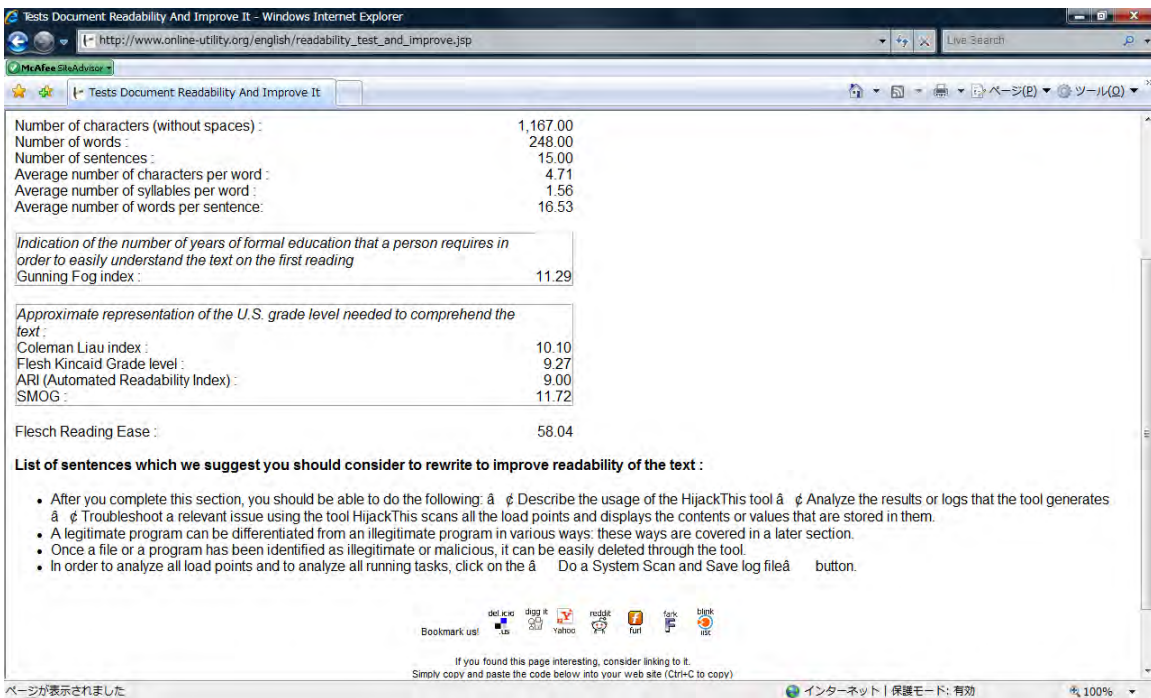 Tests Document Readability And Improve It - Windows Internet Explorer
http://www.online-utility.org/english/readability_test_and_improve.jsp
Live Search
McAfee SiteAdvisor
Tests Document Readability And Improve It
ページ(P) ツール(O)
Number of characters (without spaces) : 1,167.00
Number of words : 248.00
Number of sentences : 15.00
Average number of characters per word : 4.71
Average number of syllables per word : 1.56
Average number of words per sentence: 16.53
Indication of the number of years of formal education that a person requires in
order to easily understand the text on the first reading
Gunning Fog index : 11.29
Approximate representation of the U.S. grade level needed to comprehend the
text :
Coleman Liau index : 10.10
Flesh Kincaid Grade level : 9.27
ARI (Automated Readability Index) : 9.00
SMOG : 11.72
Flesch Reading Ease : 58.04
List of sentences which we suggest you should consider to rewrite to improve readability of the text :
• After you complete this section, you should be able to do the following: â ¢ Describe the usage of the HijackThis tool â ¢ Analyze the results or logs that the tool generates
â ¢ Troubleshoot a relevant issue using the tool HijackThis scans all the load points and displays the contents or values that are stored in them.
• A legitimate program can be differentiated from an illegitimate program in various ways: these ways are covered in a later section.
• Once a file or a program has been identified as illegitimate or malicious, it can be easily deleted through the tool.
• In order to analyze all load points and to analyze all running tasks, click on the â Do a System Scan and Save log fileâ button.
Bookmark us! del.icio.us digg it Yahoo reddit furl fark blink list
If you found this page interesting, consider linking to it.
Simply copy and paste the code below into your web site (Ctrl+C to copy)
ページが表示されました インターネット | 保護モード: 有効 100%